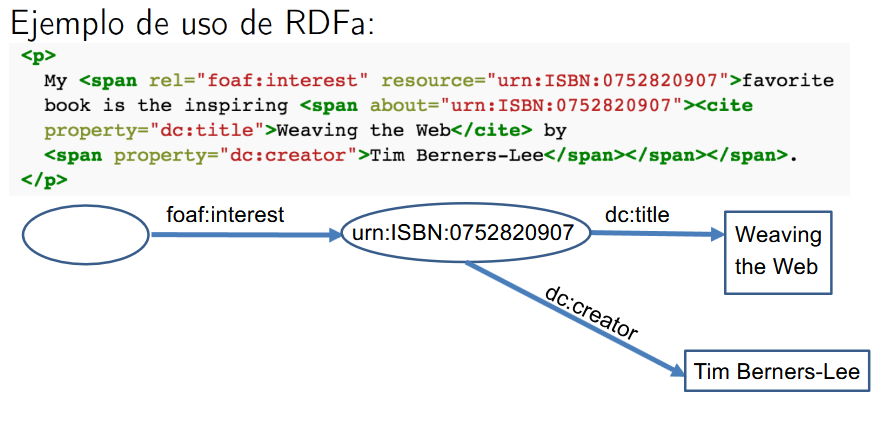 Ejemplo de uso de RDFa:
<p>
My <span rel="foaf:interest" resource="urn:ISBN:0752820907">favorite
book is the inspiring <span about="urn:ISBN:0752820907"><cite
property="dc:title">Weaving the Web</cite> by
<span property="dc:creator">Tim Berners-Lee</span></span></span>.
</p>
foaf:interest
dc:title
urn:ISBN:0752820907
Weaving
the Web
dc:creator
Tim Berners-Lee